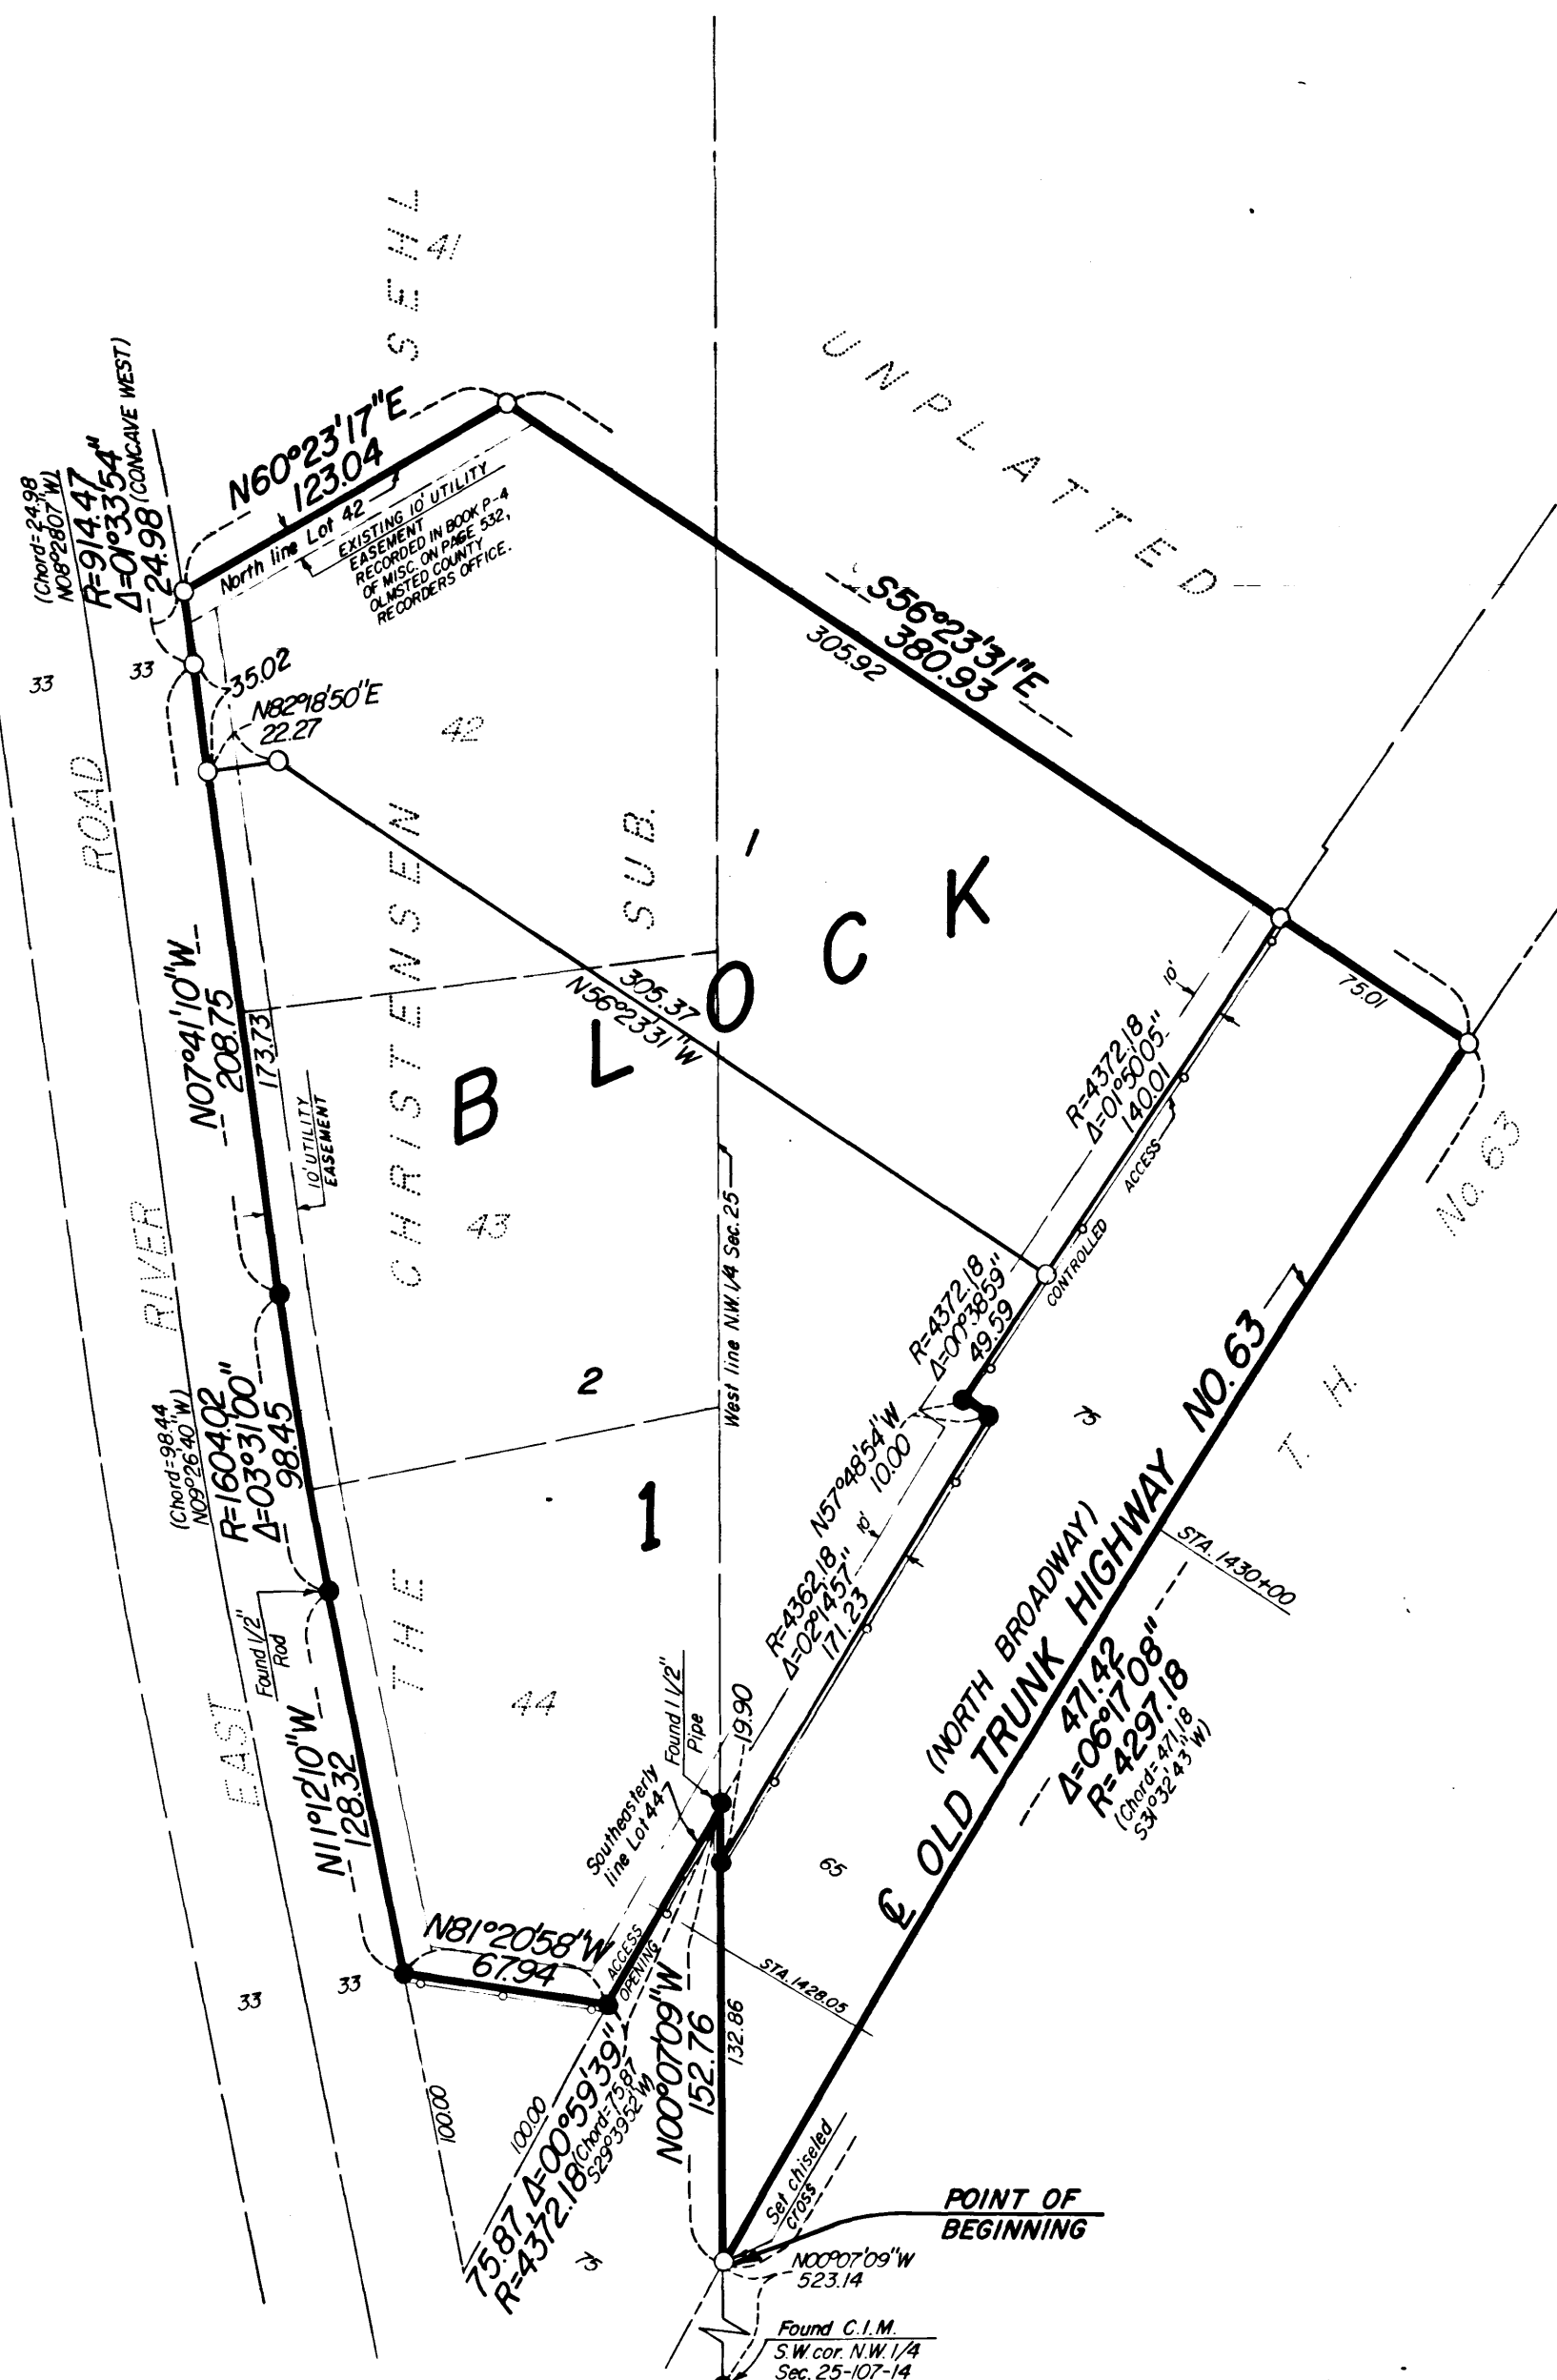 SEHL
41
UNPLATTED
N60°23'17"E
123.04
(Chord=24.98
N08°28'07"W)
R=914.47
Δ=01°33'54"
24.98 (CONCAVE WEST)
North line Lot 42
EXISTING 10' UTILITY
EASEMENT
RECORDED IN BOOK P-4
OF MISC. ON PAGE 532,
OLMSTED COUNTY
RECORDERS OFFICE.
S56°23'31"E
380.93
305.92
33
33
35.02
N82°18'50"E
22.27
42
ROAD
CHRISTENSEN
SUB.
1
BLOCK
75.01
N07°41'10"W
208.75
173.73
305.37
N56°23'31"W
10'
R=4372.18
Δ=01°50'05"
140.01
ACCESS
CONTROLLED
10' UTILITY
EASEMENT
No. 63
43
RIVER
West line N.W. 1/4 Sec. 25
R=4372.18
Δ=00°38'59"
49.59
2
(Chord=98.44
N09°26'40"W)
R=1604.02
Δ=03°31'00"
98.45
N57°48'54"W
10.00
75
T. H.
℄ OLD TRUNK HIGHWAY NO. 63
(NORTH BROADWAY)
STA. 1430+00
1
10'
R=4362.18
Δ=02°14'57"
171.23
Found 1/2"
Rod
THE
44
Found 1 1/2"
Pipe
19.90
471.42
Δ=06°17'08"
R=4297.18
(Chord=471.18
S31°32'43"W)
EAST
N11°12'10"W
128.32
Southeasterly
line Lot 44
65
N81°20'58"W
67.94
ACCESS
OPENING
STA. 1428.05
33
33
N00°07'09"W
152.76
132.86
100.00
100.00
75.87 Δ=00°59'39"
R=4372.18 (Chord=75.87
S29°39'52"W)
75
Set chiseled
cross
POINT OF
BEGINNING
N00°07'09"W
523.14
Found C.I.M.
S.W. cor. N.W. 1/4
Sec. 25-107-14